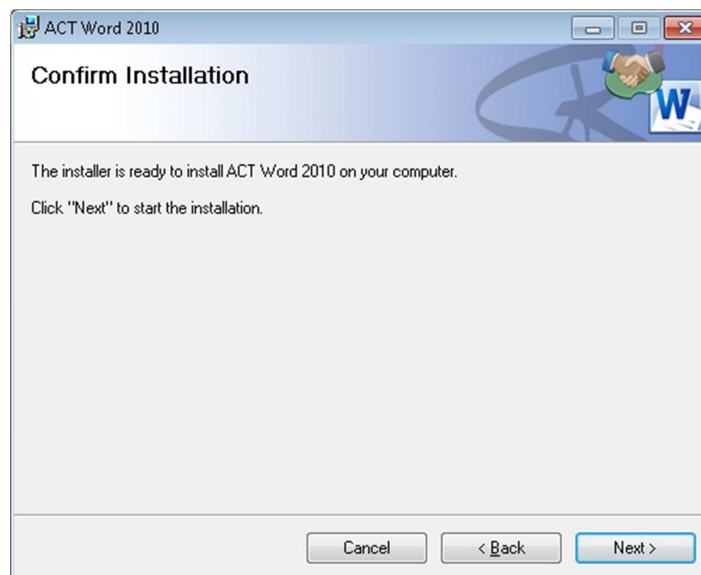 ACT Word 2010
Confirm Installation
W
The installer is ready to install ACT Word 2010 on your computer.
Click "Next" to start the installation.
Cancel
< Back
Next >